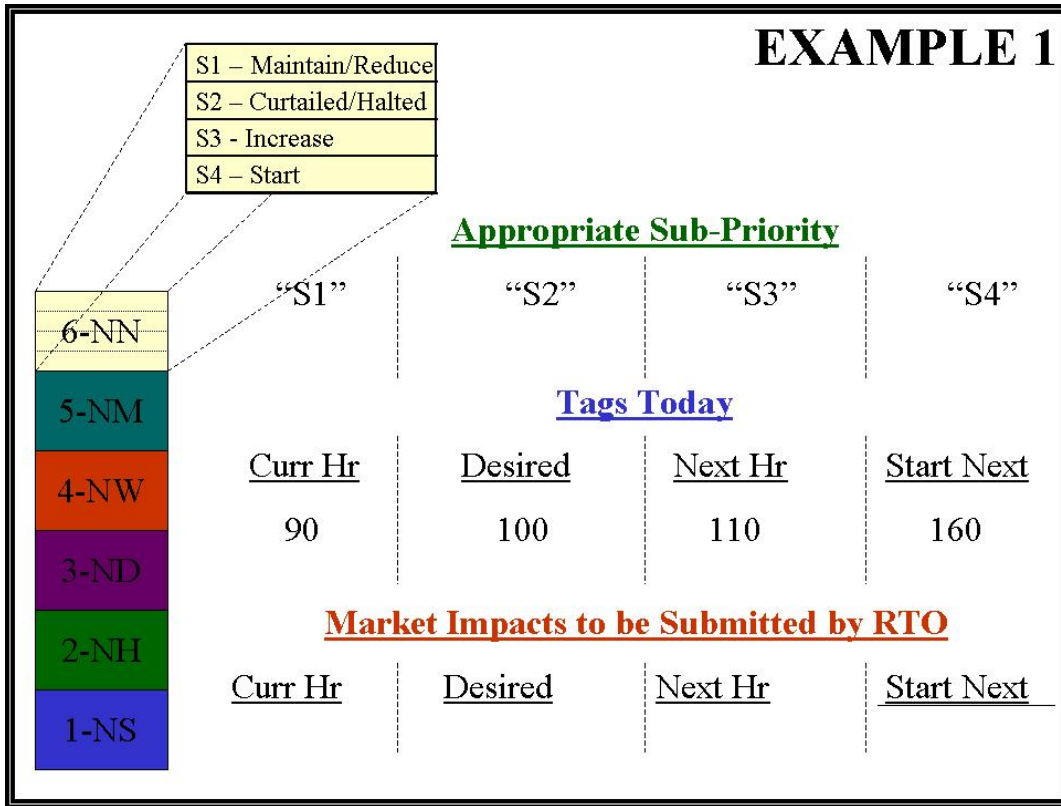 EXAMPLE 1
S1 – Maintain/Reduce
S2 – Curtailed/Halted
S3 - Increase
S4 – Start
Appropriate Sub-Priority
“S1” “S2” “S3” “S4”
6-NN
5-NM
4-NW
3-ND
2-NH
1-NS
Tags Today
Curr Hr Desired Next Hr Start Next
90 100 110 160
Market Impacts to be Submitted by RTO
Curr Hr Desired Next Hr Start Next